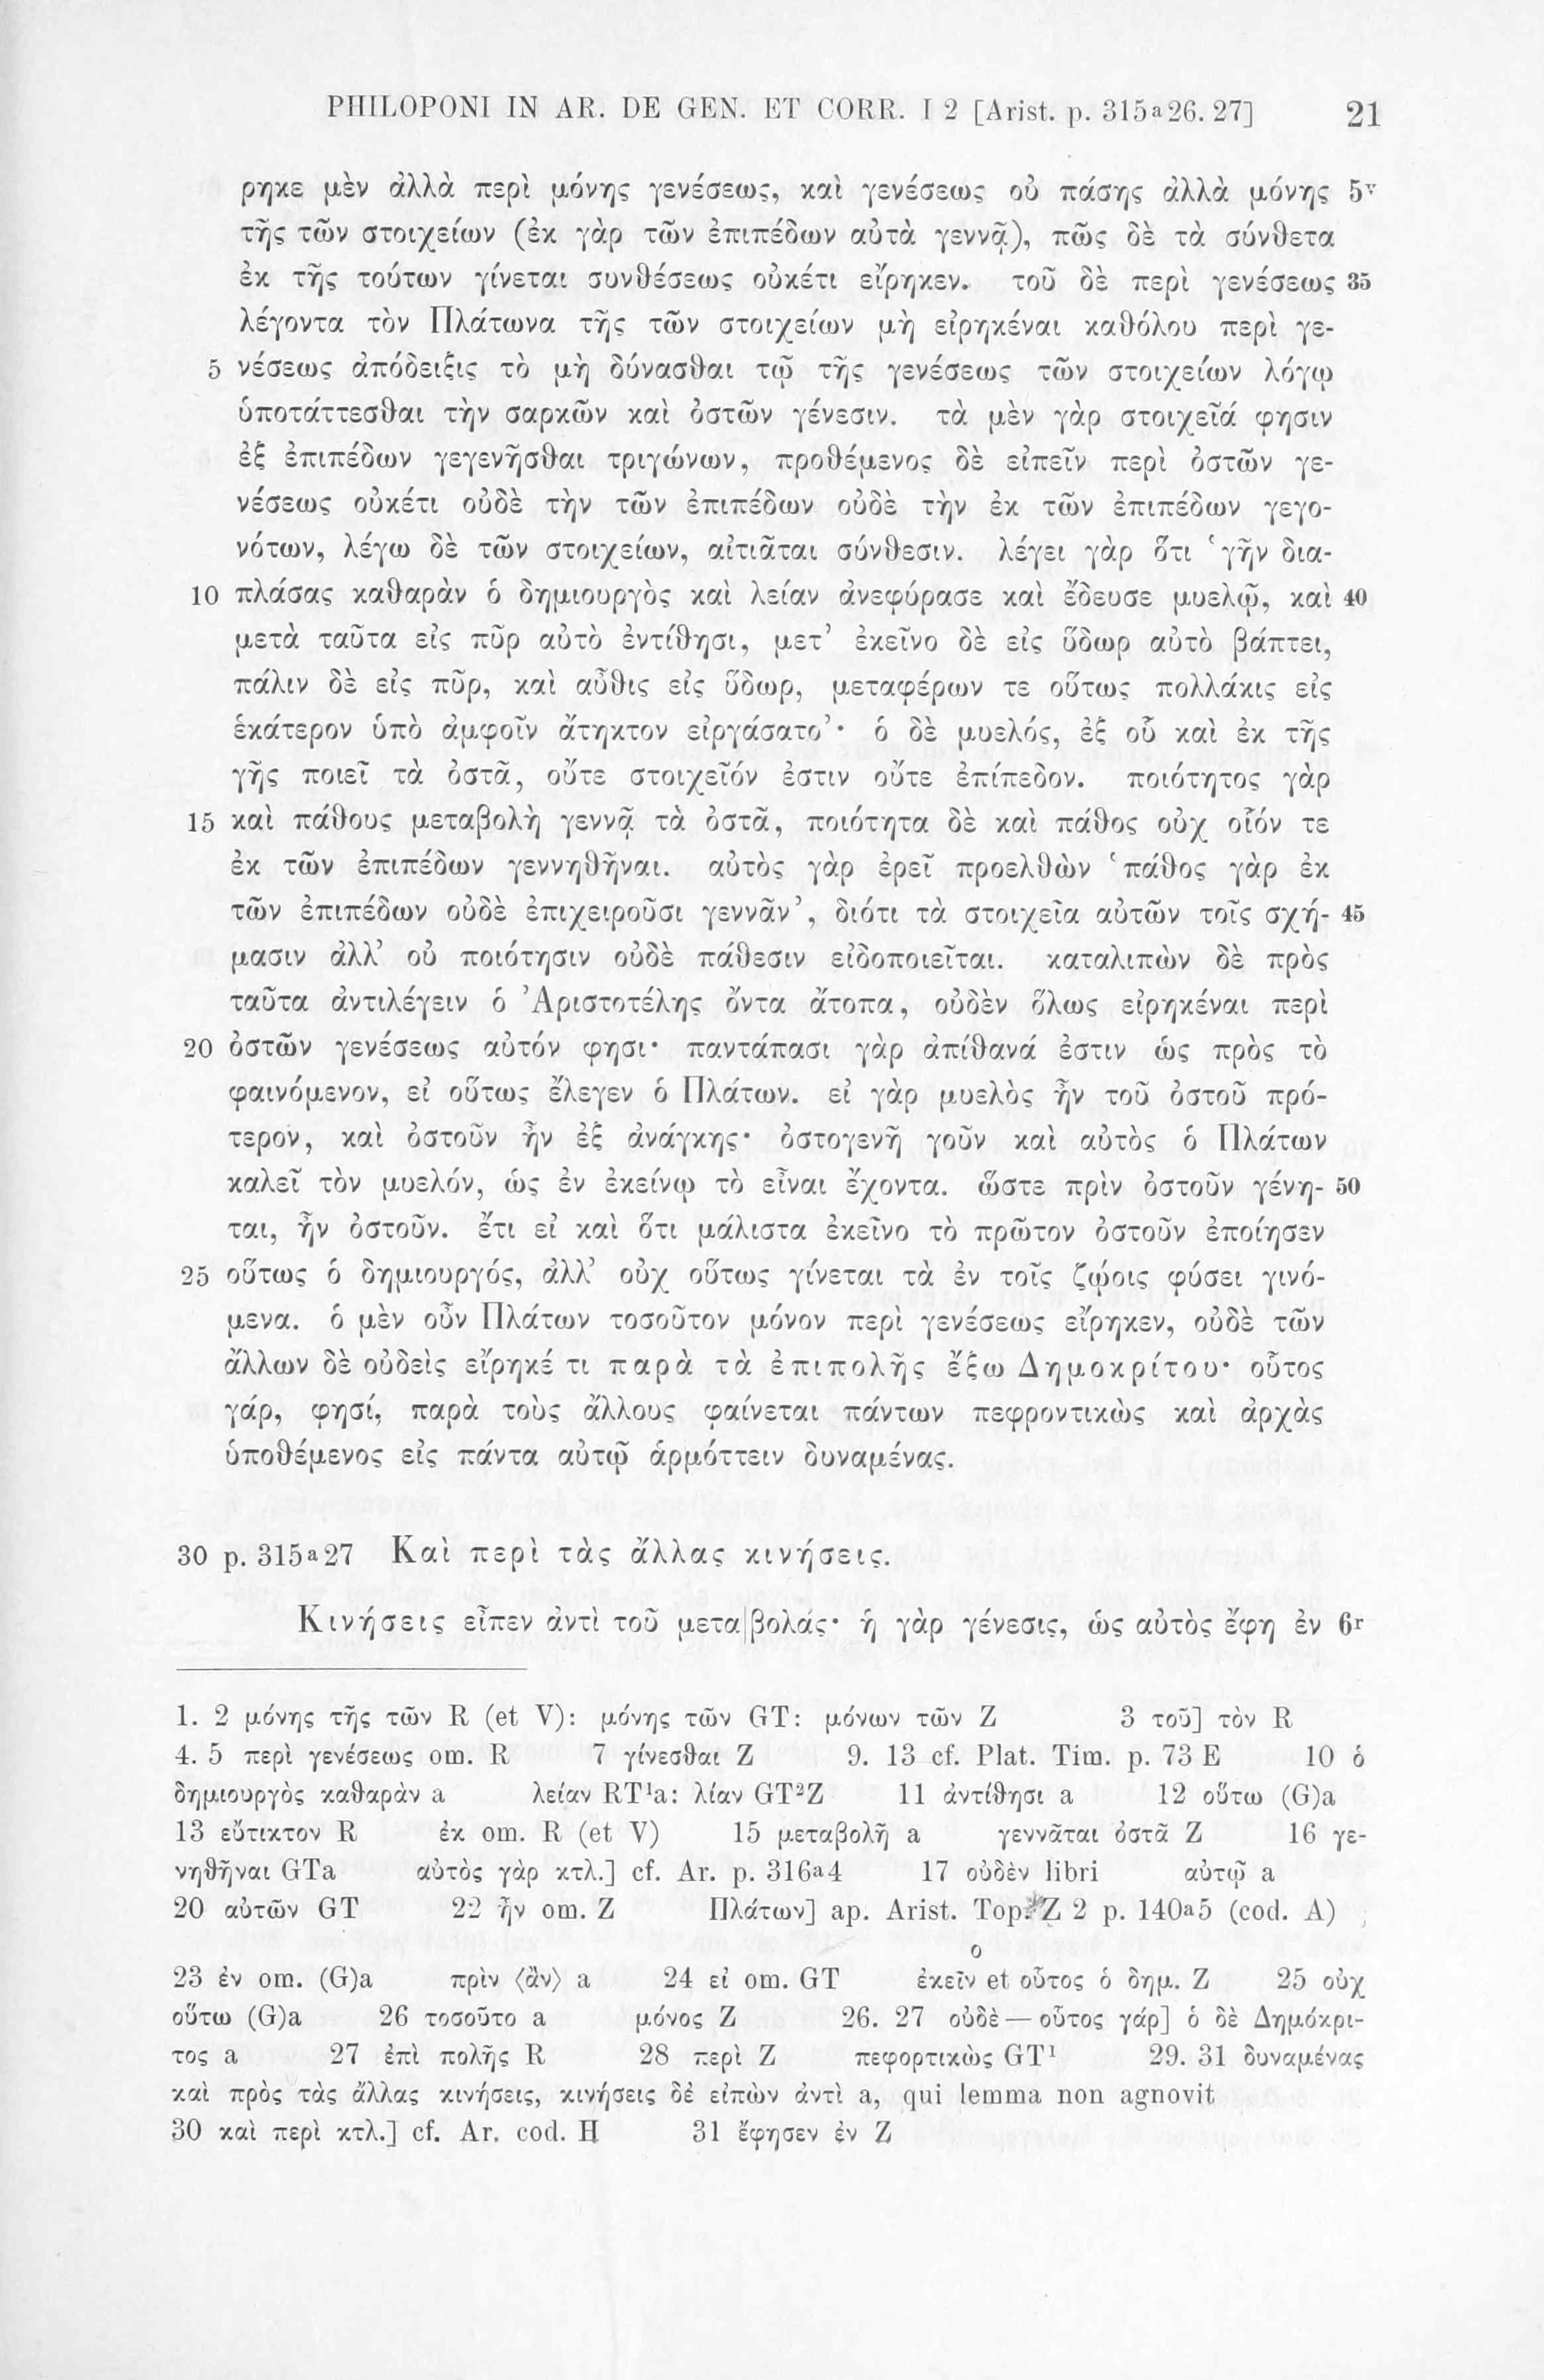 PHILOPONI IN AR. DE GEN. ET CORR. I 2 [Arist. p. 315a26. 27] 21
ρηκε μὲν ἀλλὰ περὶ μόνης γενέσεως, καὶ γενέσεως οὐ πάσης ἀλλὰ μόνης 5v
τῆς τῶν στοιχείων (ἐκ γὰρ τῶν ἐπιπέδων αὐτὰ γεννᾷ), πῶς δὲ τὰ σύνθετα
ἐκ τῆς τούτων γίνεται συνθέσεως οὐκέτι εἴρηκεν. τοῦ δὲ περὶ γενέσεως 35
λέγοντα τὸν Πλάτωνα τῆς τῶν στοιχείων μὴ εἰρηκέναι καθόλου περὶ γε-
5 νέσεως ἀπόδειξις τὸ μὴ δύνασθαι τῷ τῆς γενέσεως τῶν στοιχείων λόγῳ
ὑποτάττεσθαι τὴν σαρκῶν καὶ ὀστῶν γένεσιν. τὰ μὲν γὰρ στοιχεῖά φησιν
ἐξ ἐπιπέδων γεγενῆσθαι τριγώνων, προθέμενος δὲ εἰπεῖν περὶ ὀστῶν γε-
νέσεως οὐκέτι οὐδὲ τὴν τῶν ἐπιπέδων οὐδὲ τὴν ἐκ τῶν ἐπιπέδων γεγο-
νότων, λέγω δὲ τῶν στοιχείων, αἰτιᾶται σύνθεσιν. λέγει γὰρ ὅτι ‘γῆν δια-
10 πλάσας καθαρὰν ὁ δημιουργὸς καὶ λείαν ἀνεφύρασε καὶ ἔδευσε μυελῷ, καὶ 40
μετὰ ταῦτα εἰς πῦρ αὐτὸ ἐντίθησι, μετ’ ἐκεῖνο δὲ εἰς ὕδωρ αὐτὸ βάπτει,
πάλιν δὲ εἰς πῦρ, καὶ αὖθις εἰς ὕδωρ, μεταφέρων τε οὕτως πολλάκις εἰς
ἑκάτερον ὑπὸ ἀμφοῖν ἄτηκτον εἰργάσατο’· ὁ δὲ μυελός, ἐξ οὗ καὶ ἐκ τῆς
γῆς ποιεῖ τὰ ὀστᾶ, οὔτε στοιχεῖόν ἐστιν οὔτε ἐπίπεδον. ποιότητος γὰρ
15 καὶ πάθους μεταβολὴ γεννᾷ τὰ ὀστᾶ, ποιότητα δὲ καὶ πάθος οὐχ οἷόν τε
ἐκ τῶν ἐπιπέδων γεννηθῆναι. αὐτὸς γὰρ ἐρεῖ προελθὼν ‘πάθος γὰρ ἐκ
τῶν ἐπιπέδων οὐδὲ ἐπιχειροῦσι γεννᾶν’, διότι τὰ στοιχεῖα αὐτῶν τοῖς σχή- 45
μασιν ἀλλ’ οὐ ποιότησιν οὐδὲ πάθεσιν εἰδοποιεῖται. καταλιπὼν δὲ πρὸς
ταῦτα ἀντιλέγειν ὁ Ἀριστοτέλης ὄντα ἄτοπα, οὐδὲν ὅλως εἰρηκέναι περὶ
20 ὀστῶν γενέσεως αὐτόν φησι· παντάπασι γὰρ ἀπίθανά ἐστιν ὡς πρὸς τὸ
φαινόμενον, εἰ οὕτως ἔλεγεν ὁ Πλάτων. εἰ γὰρ μυελὸς ἦν τοῦ ὀστοῦ πρό-
τερον, καὶ ὀστοῦν ἦν ἐξ ἀνάγκης· ὀστογενῆ γοῦν καὶ αὐτὸς ὁ Πλάτων
καλεῖ τὸν μυελόν, ὡς ἐν ἐκείνῳ τὸ εἶναι ἔχοντα. ὥστε πρὶν ὀστοῦν γένη- 50
ται, ἦν ὀστοῦν. ἔτι εἰ καὶ ὅτι μάλιστα ἐκεῖνο τὸ πρῶτον ὀστοῦν ἐποίησεν
25 οὕτως ὁ δημιουργός, ἀλλ’ οὐχ οὕτως γίνεται τὰ ἐν τοῖς ζῴοις φύσει γινό-
μενα. ὁ μὲν οὖν Πλάτων τοσοῦτον μόνον περὶ γενέσεως εἴρηκεν, οὐδὲ τῶν
ἄλλων δὲ οὐδεὶς εἴρηκέ τι παρὰ τὰ ἐπιπολῆς ἔξω Δημοκρίτου· οὗτος
γάρ, φησί, παρὰ τοὺς ἄλλους φαίνεται πάντων πεφροντικὼς καὶ ἀρχὰς
ὑποθέμενος εἰς πάντα αὐτῷ ἁρμόττειν δυναμένας.
30 p. 315a27 Καὶ περὶ τὰς ἄλλας κινήσεις.
Κινήσεις εἶπεν ἀντὶ τοῦ μετα|βολάς· ἡ γὰρ γένεσις, ὡς αὐτὸς ἔφη ἐν 6r
1. 2 μόνης τῆς τῶν R (et V): μόνης τῶν GT: μόνων τῶν Z 3 τοῦ] τὸν R
4. 5 περὶ γενέσεως om. R 7 γίνεσθαι Z 9. 13 cf. Plat. Tim. p. 73 E 10 ὁ
δημιουργὸς καθαρὰν a λείαν RT¹a: λίαν GT²Z 11 ἀντίθησι a 12 οὕτω (G)a
13 εὔτικτον R ἐκ om. R (et V) 15 μεταβολῆ a γεννᾶται ὀστᾶ Z 16 γε-
νηθῆναι GTa αὐτὸς γὰρ κτλ.] cf. Ar. p. 316a4 17 οὐδὲν libri αὐτῷ a
20 αὐτῶν GT 22 ἦν om. Z Πλάτων] ap. Arist. Top. Z 2 p. 140a5 (cod. A)
ο
23 ἐν om. (G)a πρὶν ⟨ἂν⟩ a 24 εἰ om. GT ἐκεῖν et οὗτος ὁ δημ. Z 25 οὐχ
οὕτω (G)a 26 τοσοῦτο a μόνος Z 26. 27 οὐδὲ — οὗτος γάρ] ὁ δὲ Δημόκρι-
τος a 27 ἐπὶ πολῆς R 28 περὶ Z πεφορτικὼς GT¹ 29. 31 δυναμένας
καὶ πρὸς τὰς ἄλλας κινήσεις, κινήσεις δὲ εἰπὼν ἀντὶ a, qui lemma non agnovit
30 καὶ περὶ κτλ.] cf. Ar. cod. H 31 ἔφησεν ἐν Z